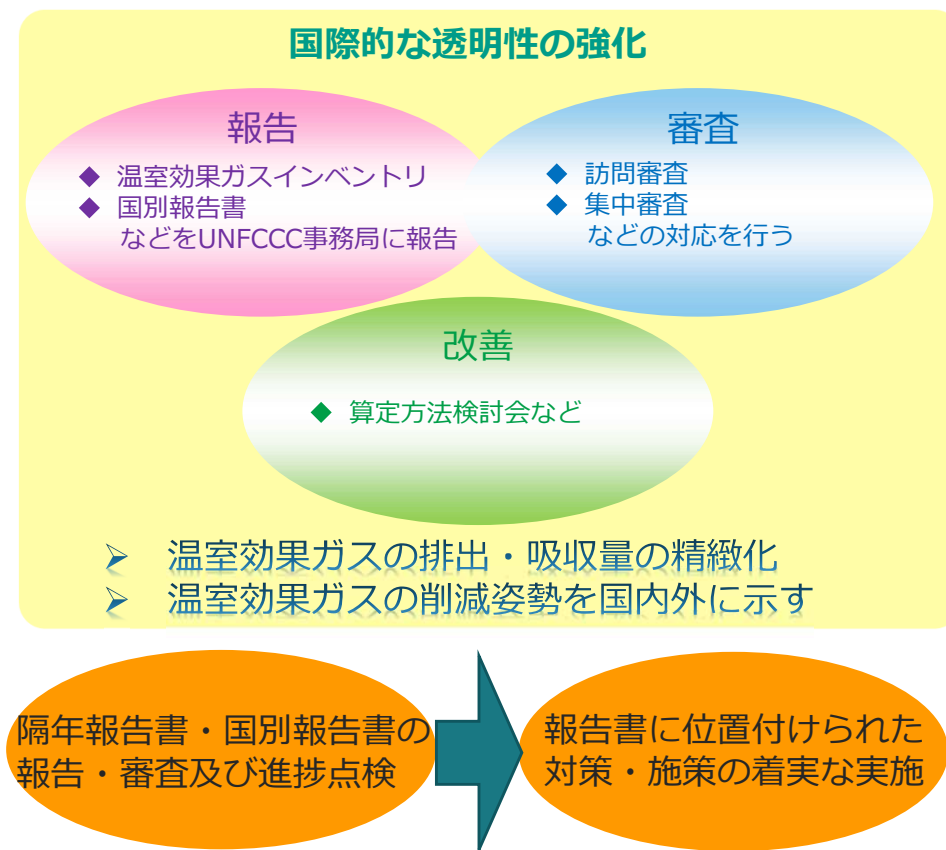 国際的な透明性の強化
報告
◆ 温室効果ガスインベントリ
◆ 国別報告書
などをUNFCCC事務局に報告
審査
◆ 訪問審査
◆ 集中審査
などの対応を行う
改善
◆ 算定方法検討会など
➢ 温室効果ガスの排出・吸収量の精緻化
➢ 温室効果ガスの削減姿勢を国内外に示す
隔年報告書・国別報告書の
報告・審査及び進捗点検
報告書に位置付けられた
対策・施策の着実な実施